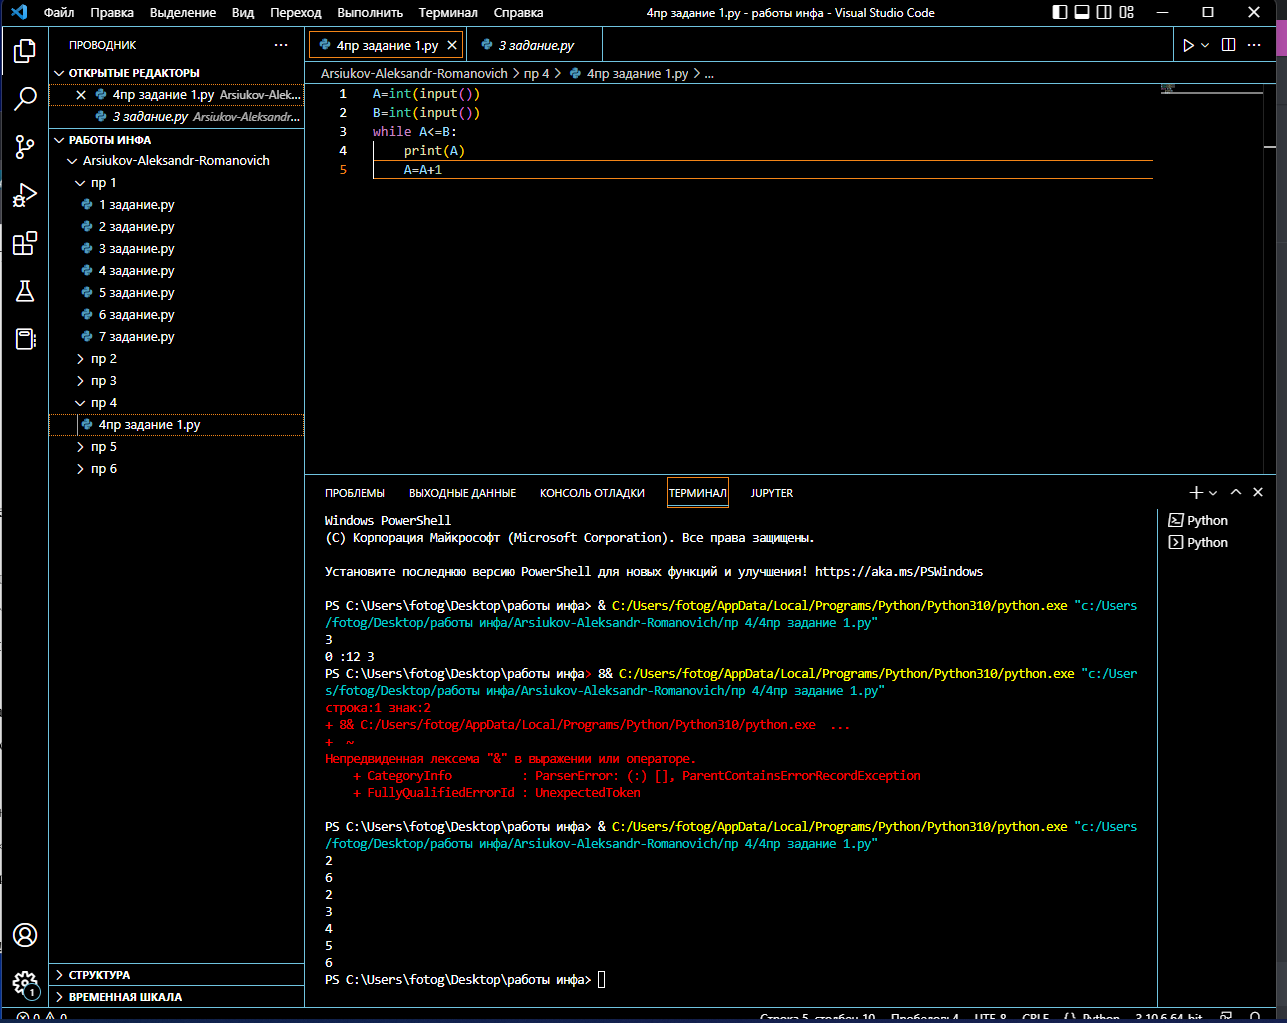 Файл Правка Выделение Вид Переход Выполнить Терминал Справка 4пр задание 1.py - работы инфа - Visual Studio Code
ПРОВОДНИК
4пр задание 1.py 3 задание.py
ОТКРЫТЫЕ РЕДАКТОРЫ
4пр задание 1.py Arsiukov-Alek...
3 задание.py Arsiukov-Aleksandr...
РАБОТЫ ИНФА
Arsiukov-Aleksandr-Romanovich
пр 1
1 задание.py
2 задание.py
3 задание.py
4 задание.py
5 задание.py
6 задание.py
7 задание.py
пр 2
пр 3
пр 4
4пр задание 1.py
пр 5
пр 6
СТРУКТУРА
ВРЕМЕННАЯ ШКАЛА
Arsiukov-Aleksandr-Romanovich > пр 4 > 4пр задание 1.py > ...
1 A=int(input())
2 B=int(input())
3 while A<=B:
4 print(A)
5 A=A+1
ПРОБЛЕМЫ ВЫХОДНЫЕ ДАННЫЕ КОНСОЛЬ ОТЛАДКИ ТЕРМИНАЛ JUPYTER
Python
Python
Windows PowerShell
(C) Корпорация Майкрософт (Microsoft Corporation). Все права защищены.
Установите последнюю версию PowerShell для новых функций и улучшения! https://aka.ms/PSWindows
PS C:\Users\fotog\Desktop\работы инфа> & C:/Users/fotog/AppData/Local/Programs/Python/Python310/python.exe "c:/Users
/fotog/Desktop/работы инфа/Arsiukov-Aleksandr-Romanovich/пр 4/4пр задание 1.py"
3
0 :12 3
PS C:\Users\fotog\Desktop\работы инфа> 8& C:/Users/fotog/AppData/Local/Programs/Python/Python310/python.exe "c:/User
s/fotog/Desktop/работы инфа/Arsiukov-Aleksandr-Romanovich/пр 4/4пр задание 1.py"
строка:1 знак:2
+ 8& C:/Users/fotog/AppData/Local/Programs/Python/Python310/python.exe ...
+ ~
Непредвиденная лексема "&" в выражении или операторе.
+ CategoryInfo : ParserError: (:) [], ParentContainsErrorRecordException
+ FullyQualifiedErrorId : UnexpectedToken
PS C:\Users\fotog\Desktop\работы инфа> & C:/Users/fotog/AppData/Local/Programs/Python/Python310/python.exe "c:/Users
/fotog/Desktop/работы инфа/Arsiukov-Aleksandr-Romanovich/пр 4/4пр задание 1.py"
2
6
2
3
4
5
6
PS C:\Users\fotog\Desktop\работы инфа>
1
0 0 Строка 5, столбец 10 Пробелов: 4 UTF-8 CRLF {} Python 3.10.6 64-bit